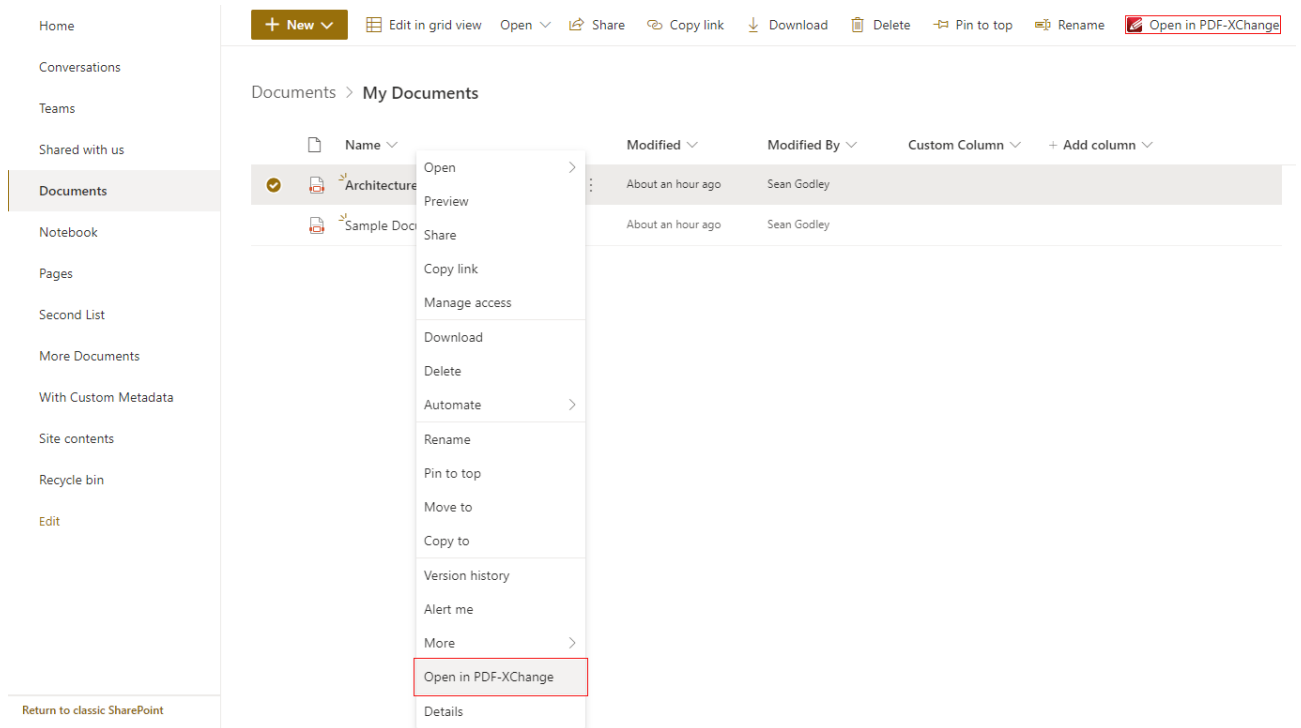 Home
Conversations
Teams
Shared with us
Documents
Notebook
Pages
Second List
More Documents
With Custom Metadata
Site contents
Recycle bin
Edit
Return to classic SharePoint
+ New Edit in grid view Open Share Copy link Download Delete Pin to top Rename Open in PDF-XChange
Documents > My Documents
Name Modified Modified By Custom Column + Add column
Architecture About an hour ago Sean Godley
Sample About an hour ago Sean Godley
Open
Preview
Share
Copy link
Manage access
Download
Delete
Automate
Rename
Pin to top
Move to
Copy to
Version history
Alert me
More
Open in PDF-XChange
Details